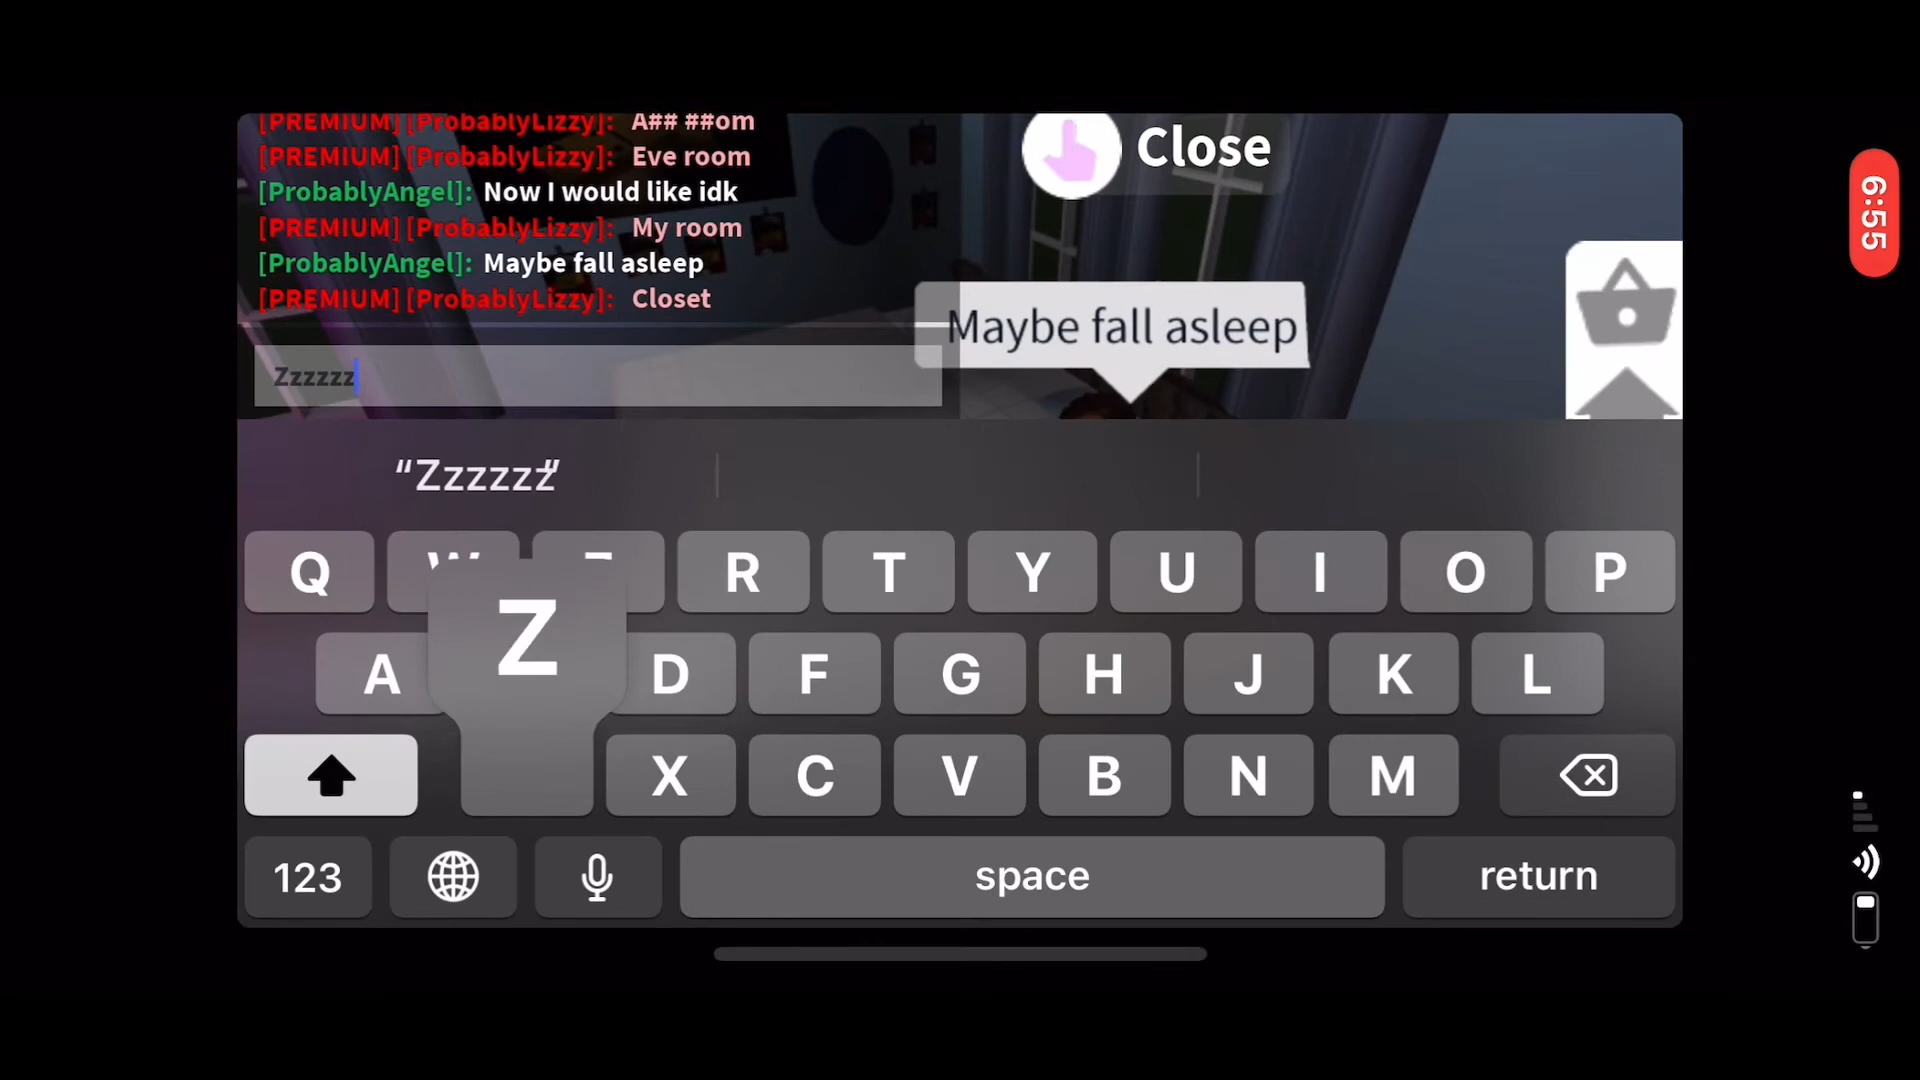 [PREMIUM] [ProbablyLizzy]: A## ##om
[PREMIUM] [ProbablyLizzy]: Eve room
[ProbablyAngel]: Now I would like idk
[PREMIUM] [ProbablyLizzy]: My room
[ProbablyAngel]: Maybe fall asleep
[PREMIUM] [ProbablyLizzy]: Closet
Close
6:55
Maybe fall asleep
Zzzzzz
“Zzzzzz”
Q W E R T Y U I O P
A Z D F G H J K L
X C V B N M
123 space return